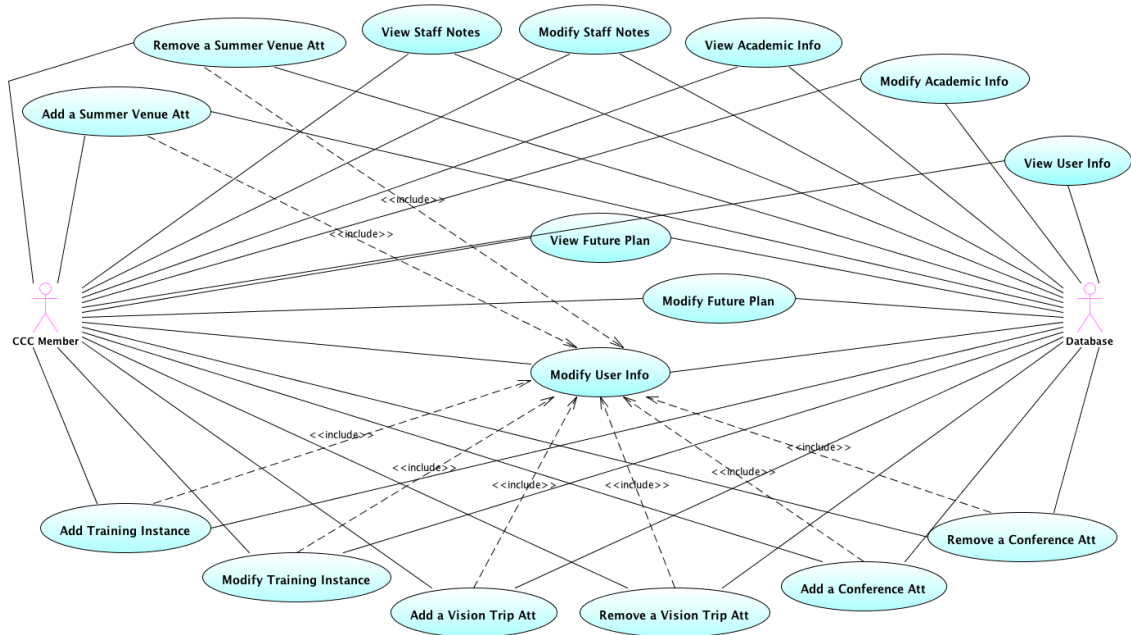 View Staff Notes
Modify Staff Notes
Remove a Summer Venue Att
View Academic Info
Modify Academic Info
Add a Summer Venue Att
View User Info
<<include>>
<<include>>
View Future Plan
Modify Future Plan
CCC Member
Database
Modify User Info
<<include>>
<<include>>
<<include>>
<<include>>
<<include>>
<<include>>
Add Training Instance
Remove a Conference Att
Modify Training Instance
Add a Conference Att
Add a Vision Trip Att
Remove a Vision Trip Att